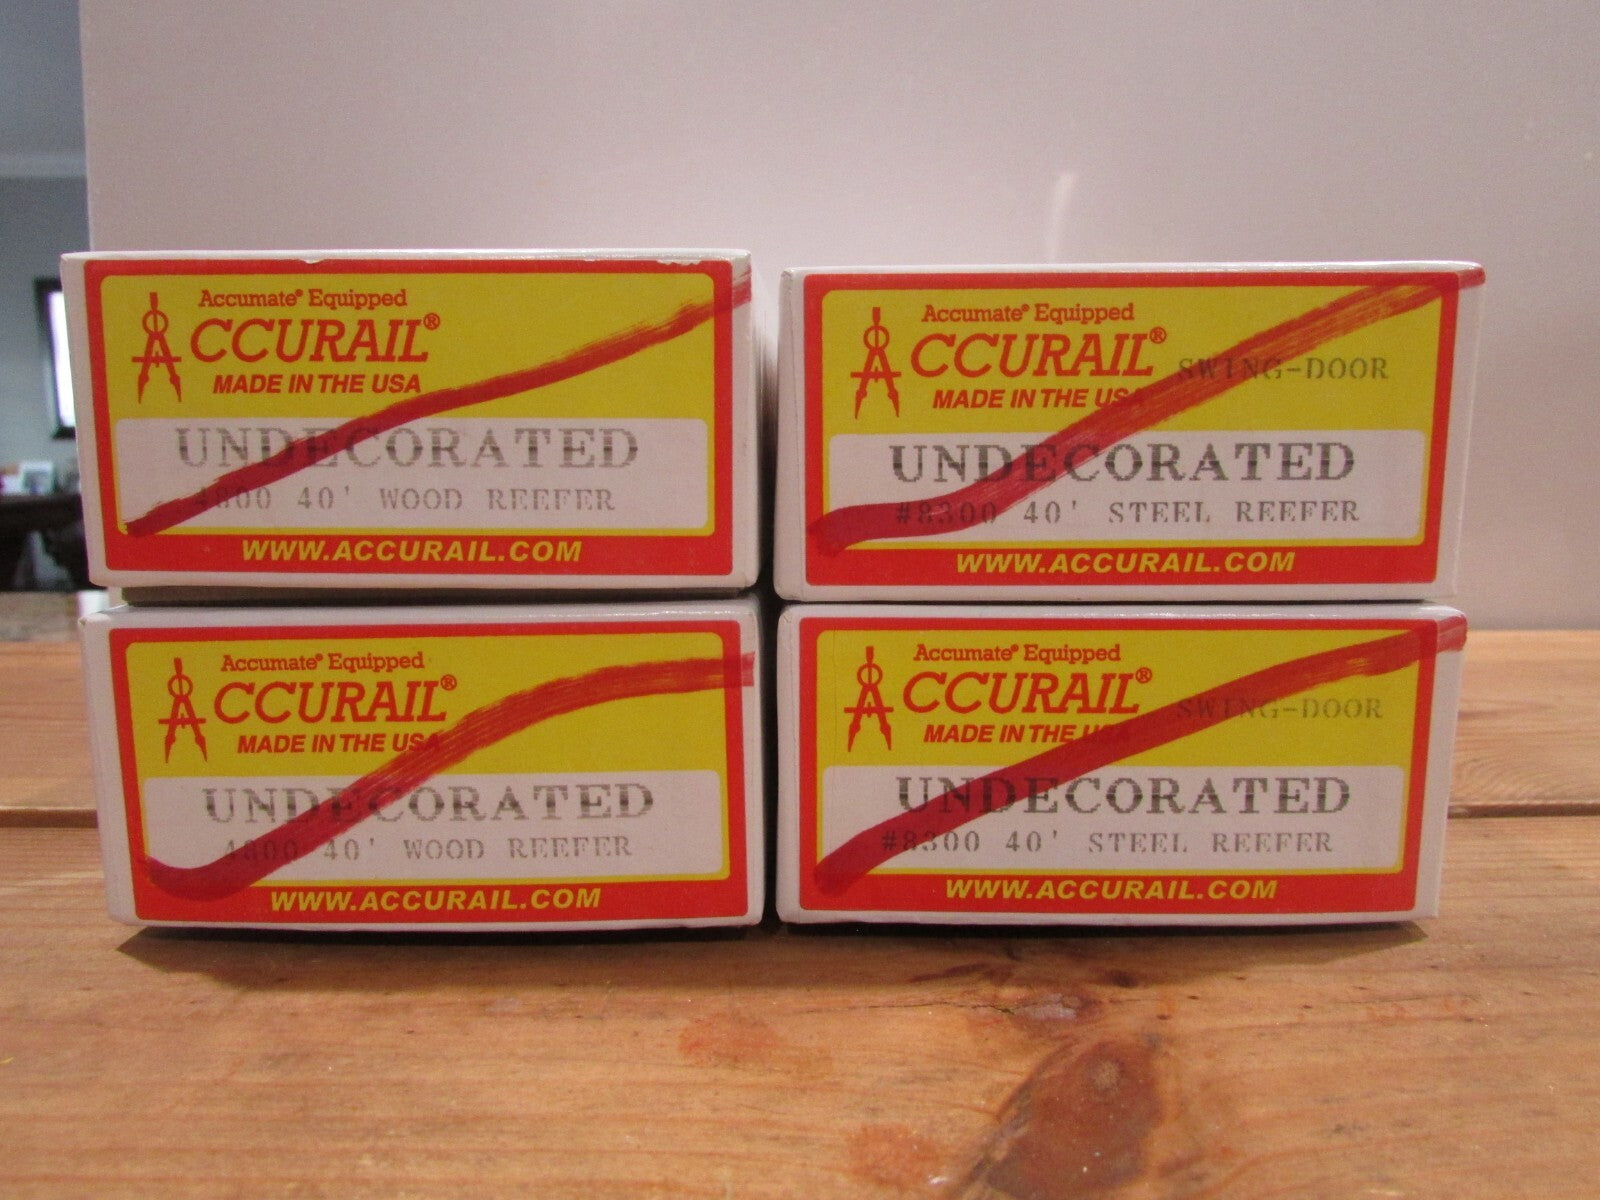 Accumate® Equipped
ACCURAIL®
MADE IN THE USA
UNDECORATED
4800 40' WOOD REEFER
WWW.ACCURAIL.COM
Accumate® Equipped
ACCURAIL®
SWING-DOOR
MADE IN THE USA
UNDECORATED
#8300 40' STEEL REEFER
WWW.ACCURAIL.COM
Accumate® Equipped
ACCURAIL®
MADE IN THE USA
UNDECORATED
4800 40' WOOD REEFER
WWW.ACCURAIL.COM
Accumate® Equipped
ACCURAIL®
SWING-DOOR
MADE IN THE USA
UNDECORATED
#8300 40' STEEL REEFER
WWW.ACCURAIL.COM